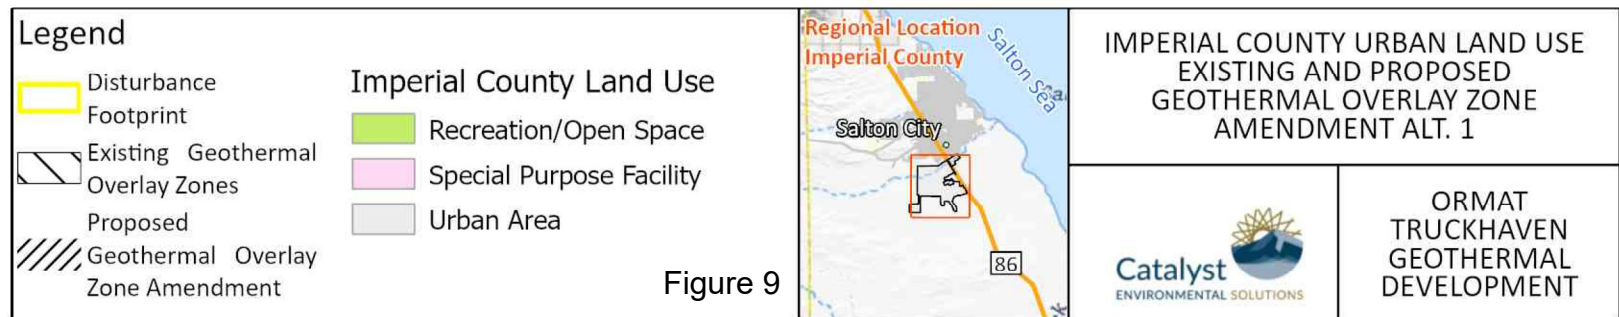 Legend
Disturbance
Footprint
Existing Geothermal
Overlay Zones
Proposed
Geothermal Overlay
Zone Amendment
Imperial County Land Use
Recreation/Open Space
Special Purpose Facility
Urban Area
Figure 9
Regional Location
Imperial County
Salton Sea
Salton City
86
IMPERIAL COUNTY URBAN LAND USE
EXISTING AND PROPOSED
GEOTHERMAL OVERLAY ZONE
AMENDMENT ALT. 1
Catalyst
ENVIRONMENTAL SOLUTIONS
ORMAT
TRUCKHAVEN
GEOTHERMAL
DEVELOPMENT